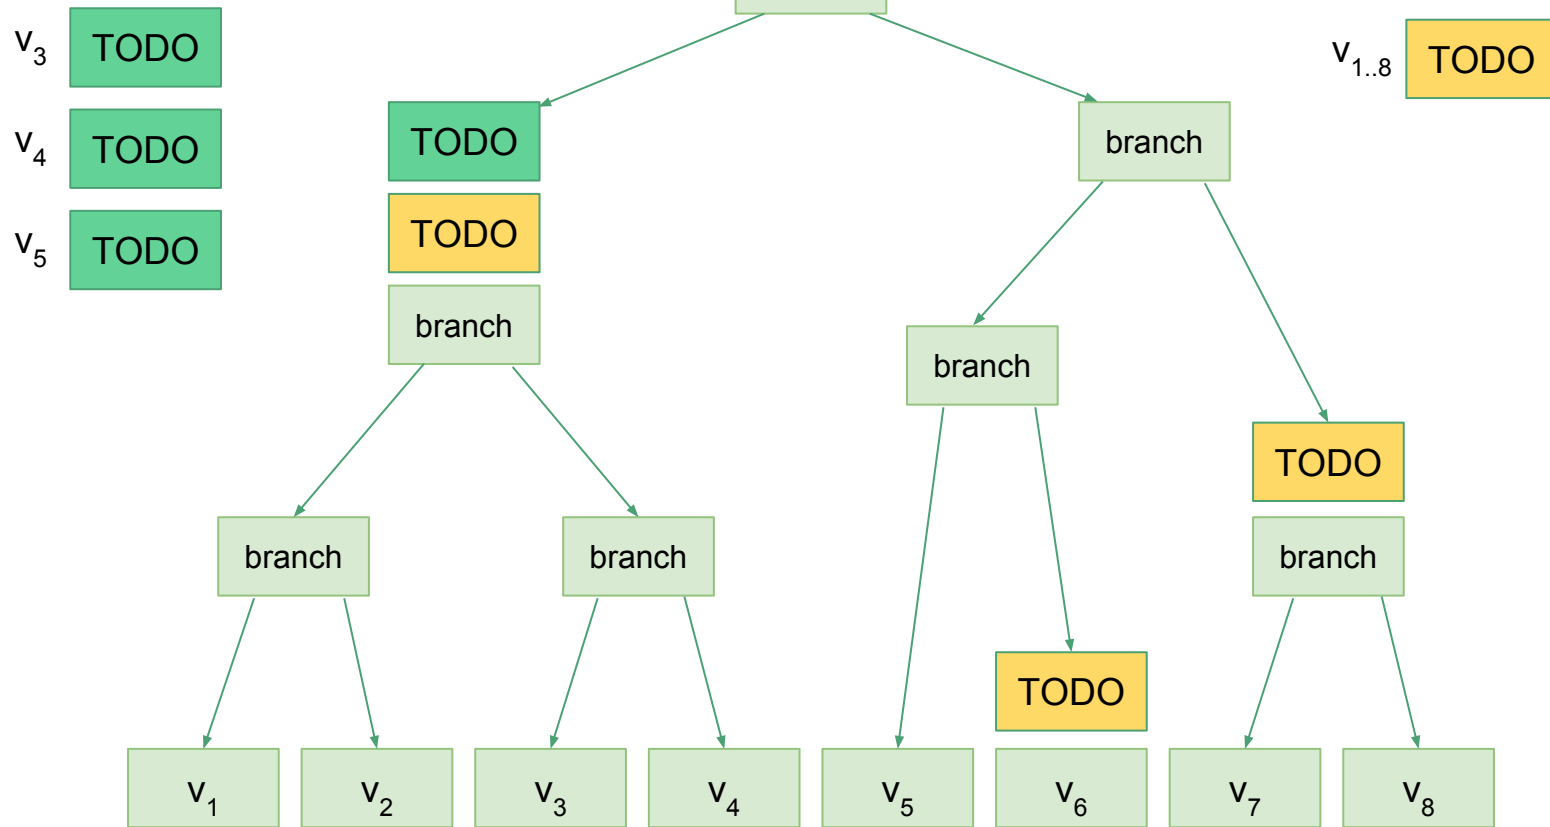 v3 TODO
v1..8 TODO
TODO
branch
v4 TODO
TODO
v5 TODO
branch
branch
TODO
branch
branch
branch
TODO
v1
v2
v3
v4
v5
v6
v7
v8